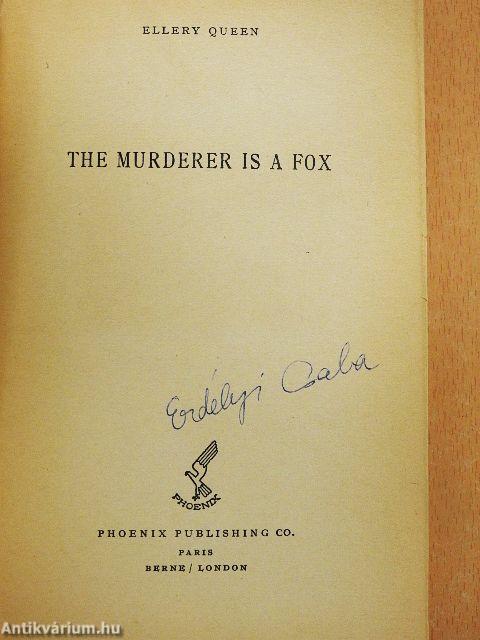 ELLERY QUEEN
THE MURDERER IS A FOX
Erdélyi Csaba
PHOENIX
PHOENIX PUBLISHING CO.
PARIS
BERNE / LONDON
Antikvárium.hu